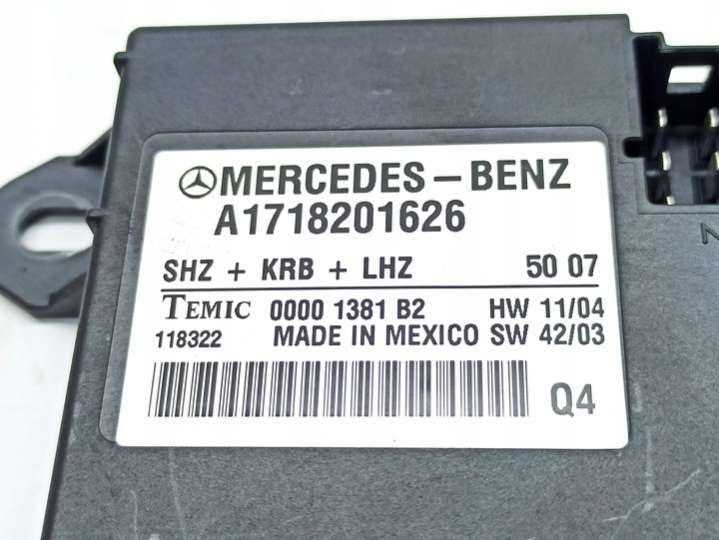 MERCEDES-BENZ
A1718201626
SHZ + KRB + LHZ 50 07
TEMIC 0000 1381 B2 HW 11/04
118322 MADE IN MEXICO SW 42/03
Q4